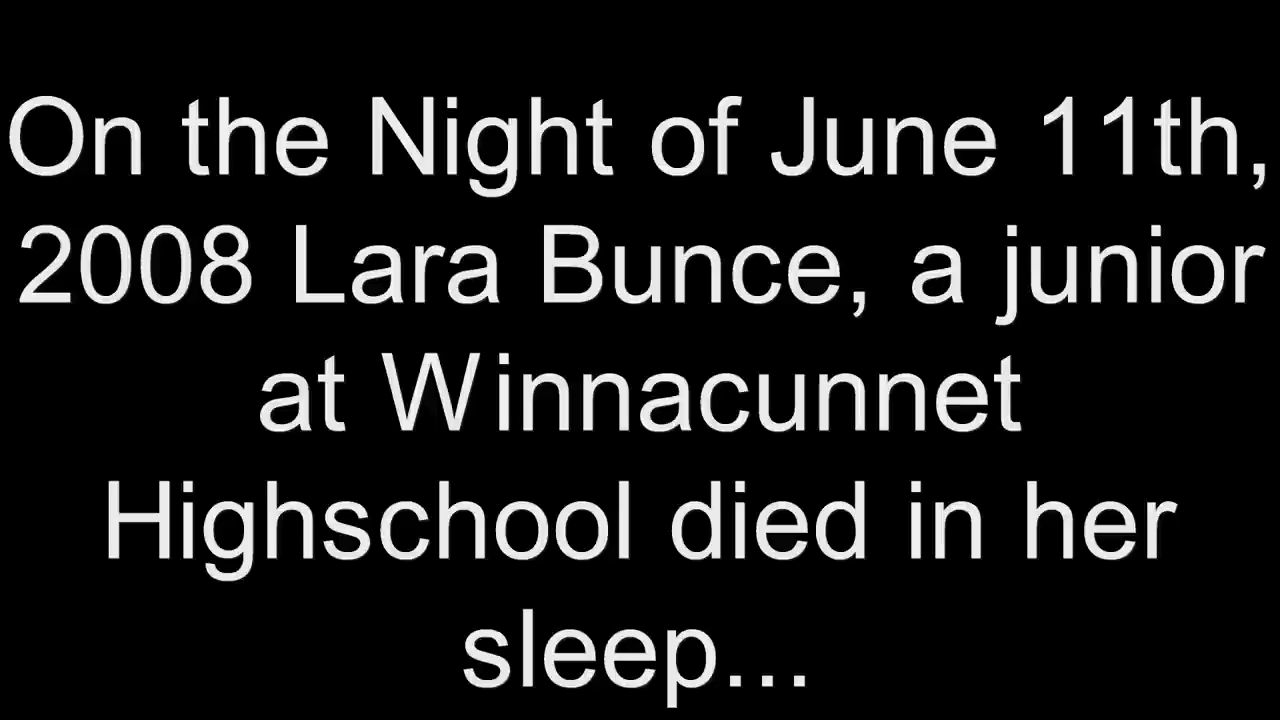 On the Night of June 11th,
2008 Lara Bunce, a junior
at Winnacunnet
Highschool died in her
sleep...